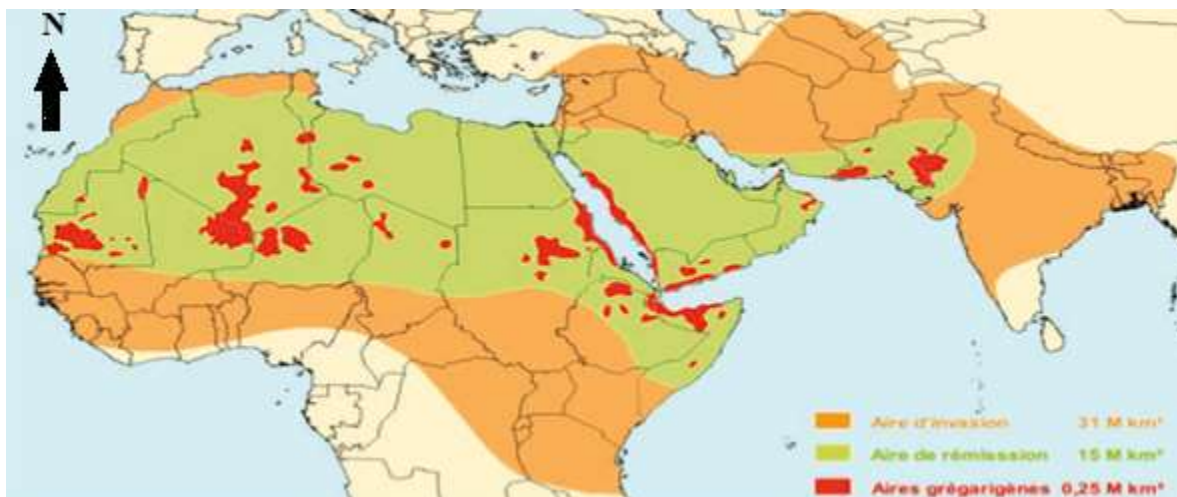 N
Aire d'invasion 31 M km²
Aire de rémission 15 M km²
Aires grégarigènes 0,25 M km²